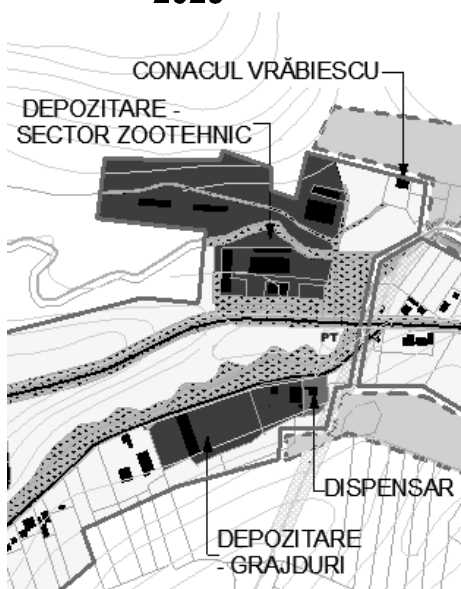 CONACUL VRĂBIESCU
DEPOZITARE -
SECTOR ZOOTEHNIC
PT
DISPENSAR
DEPOZITARE
- GRAJDURI